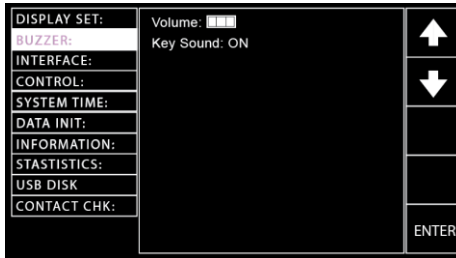 DISPLAY SET:
BUZZER:
INTERFACE:
CONTROL:
SYSTEM TIME:
DATA INIT:
INFORMATION:
STASTISTICS:
USB DISK
CONTACT CHK:
Volume:
Key Sound: ON
ENTER